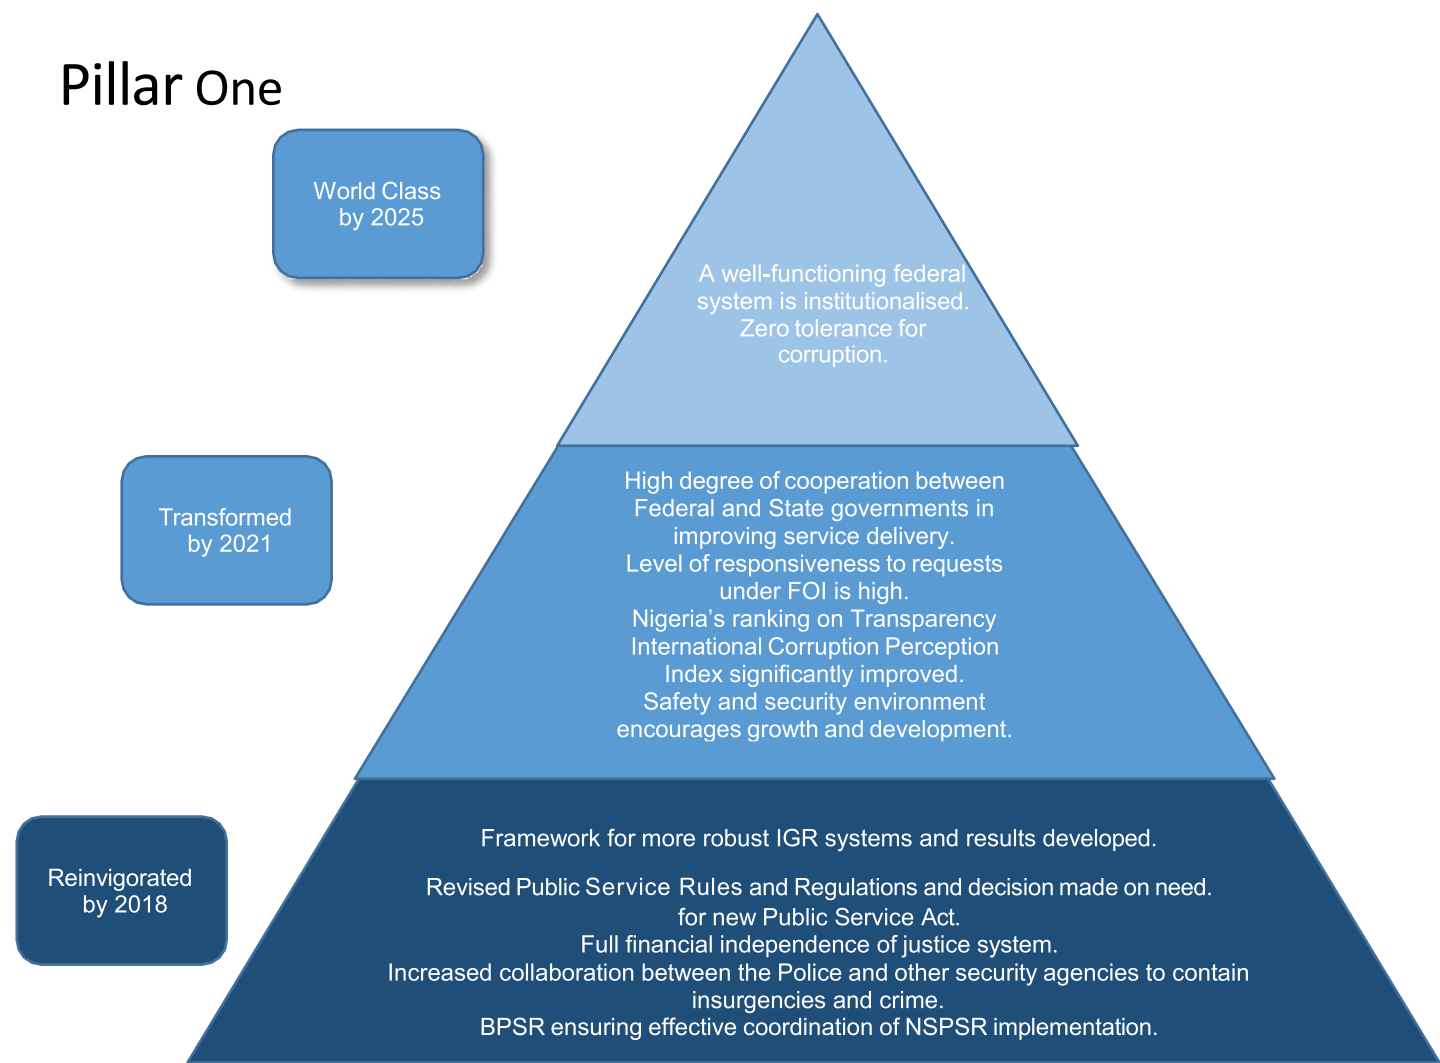 Pillar One
World Class
by 2025
A well-functioning federal
system is institutionalised.
Zero tolerance for
corruption.
Transformed
by 2021
High degree of cooperation between
Federal and State governments in
improving service delivery.
Level of responsiveness to requests
under FOI is high.
Nigeria’s ranking on Transparency
International Corruption Perception
Index significantly improved.
Safety and security environment
encourages growth and development.
Reinvigorated
by 2018
Framework for more robust IGR systems and results developed.
Revised Public Service Rules and Regulations and decision made on need.
for new Public Service Act.
Full financial independence of justice system.
Increased collaboration between the Police and other security agencies to contain
insurgencies and crime.
BPSR ensuring effective coordination of NSPSR implementation.